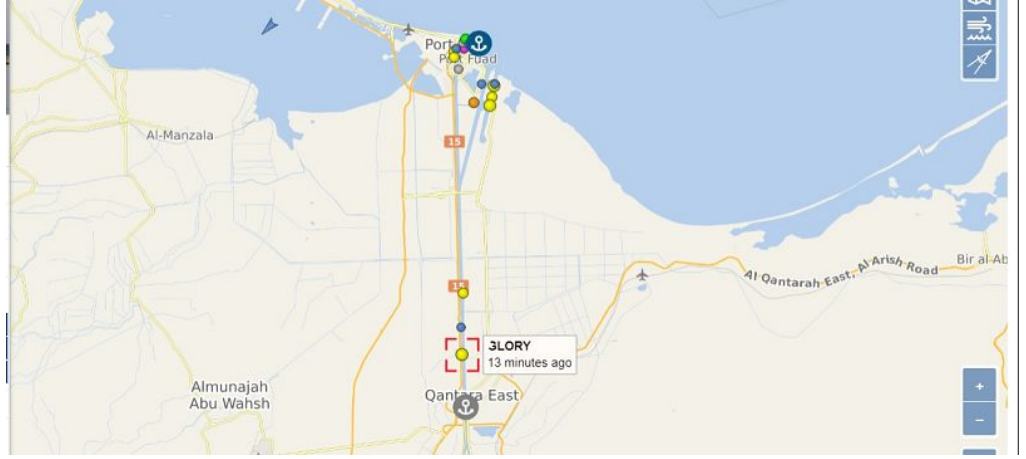 Port
Port Fuad
15
Al-Manzala
Bir al Ab
Al Qantarah East, Al Arish Road
15
GLORY
13 minutes ago
Almunajah
Abu Wahsh
Qantara East
+
-